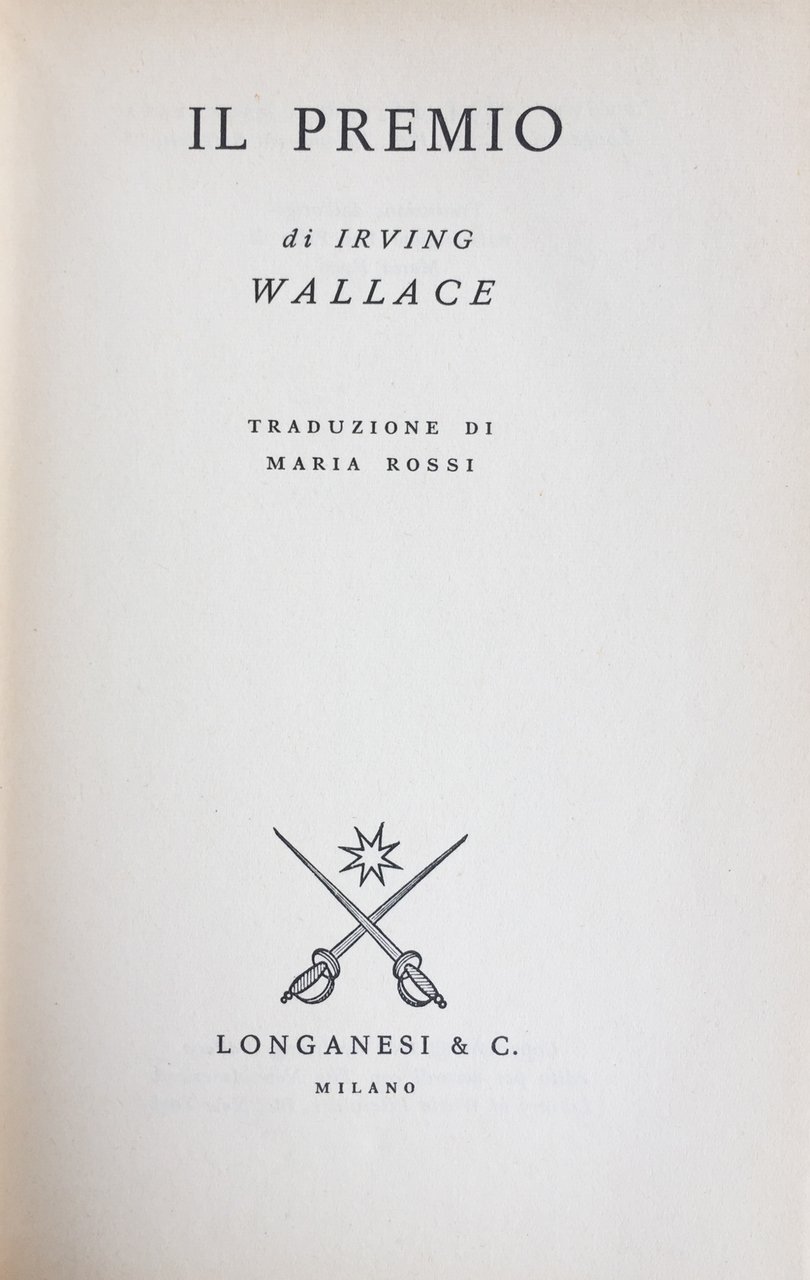 IL PREMIO
di IRVING
WALLACE
TRADUZIONE DI
MARIA ROSSI
LONGANESI & C.
MILANO